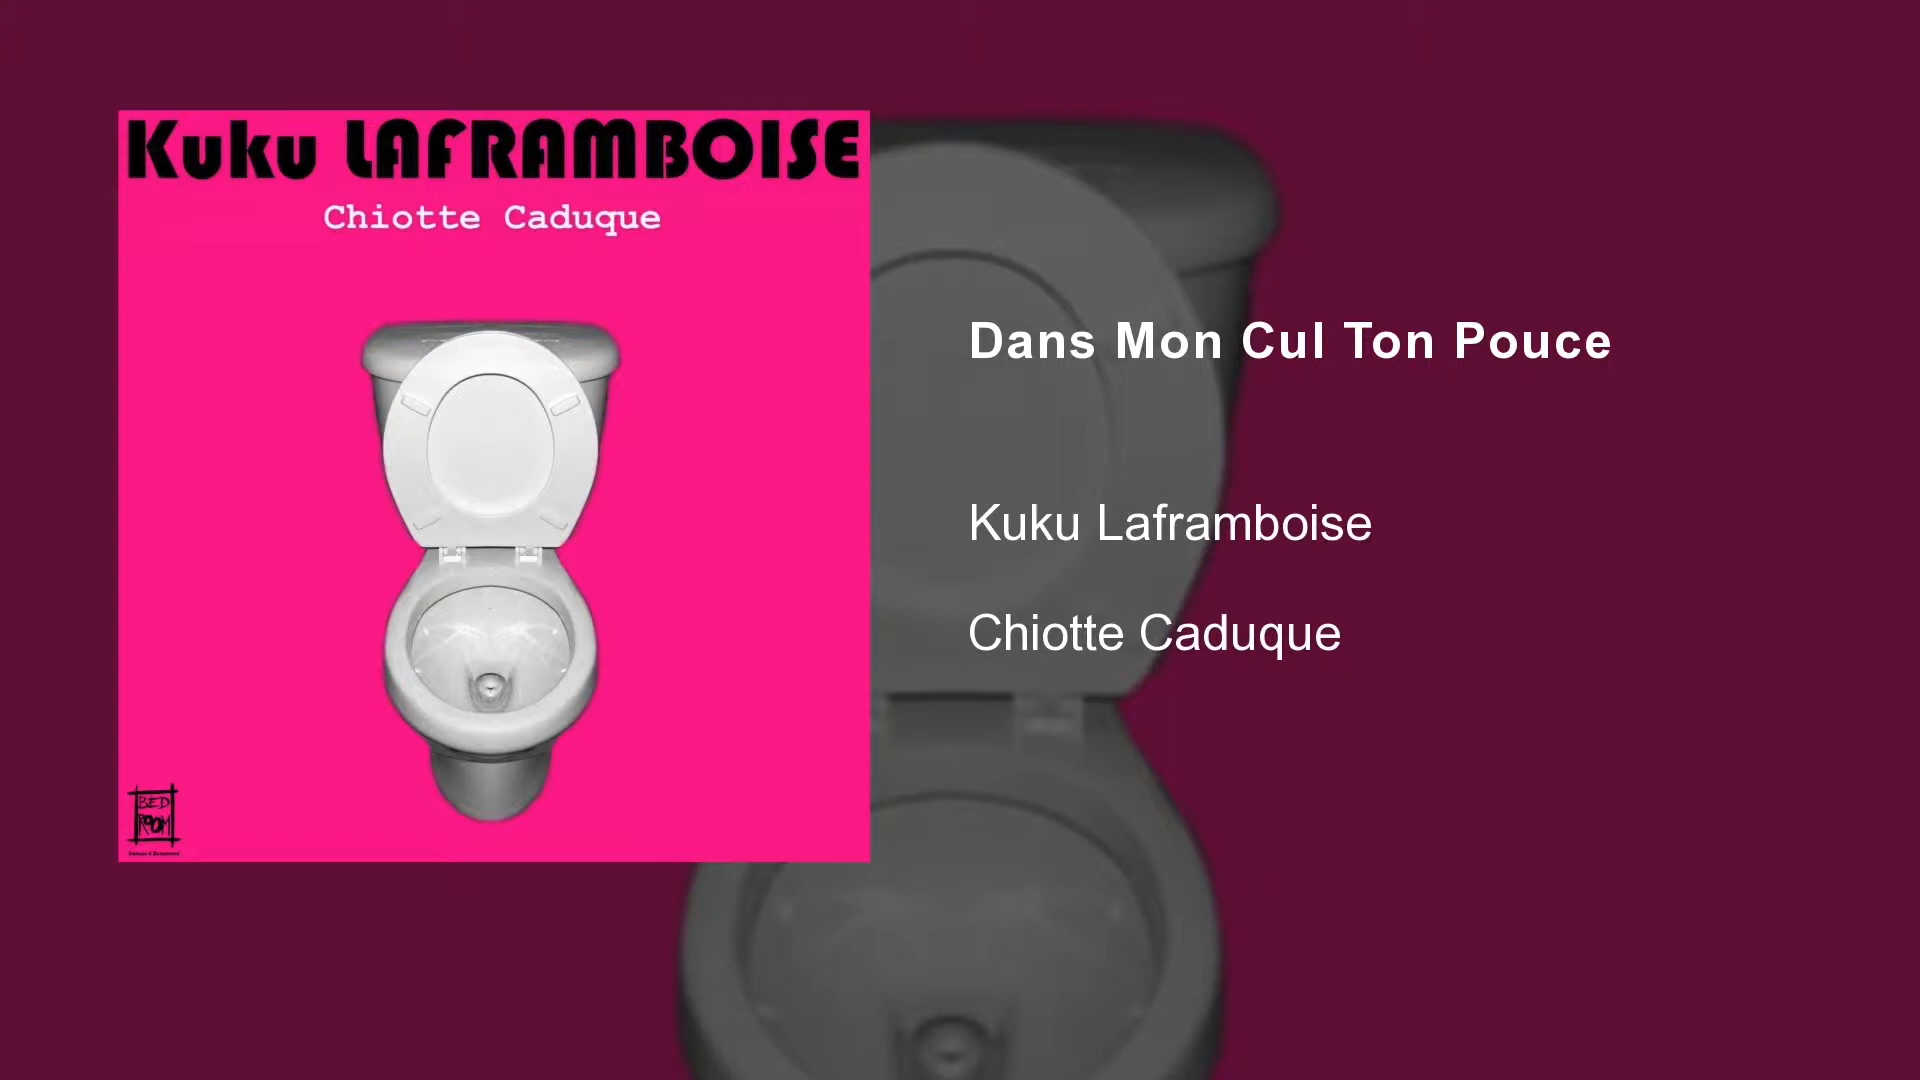 Kuku LAFRAMBOISE
Chiotte Caduque
BED
ROOM
Dans Mon Cul Ton Pouce
Kuku Laframboise
Chiotte Caduque